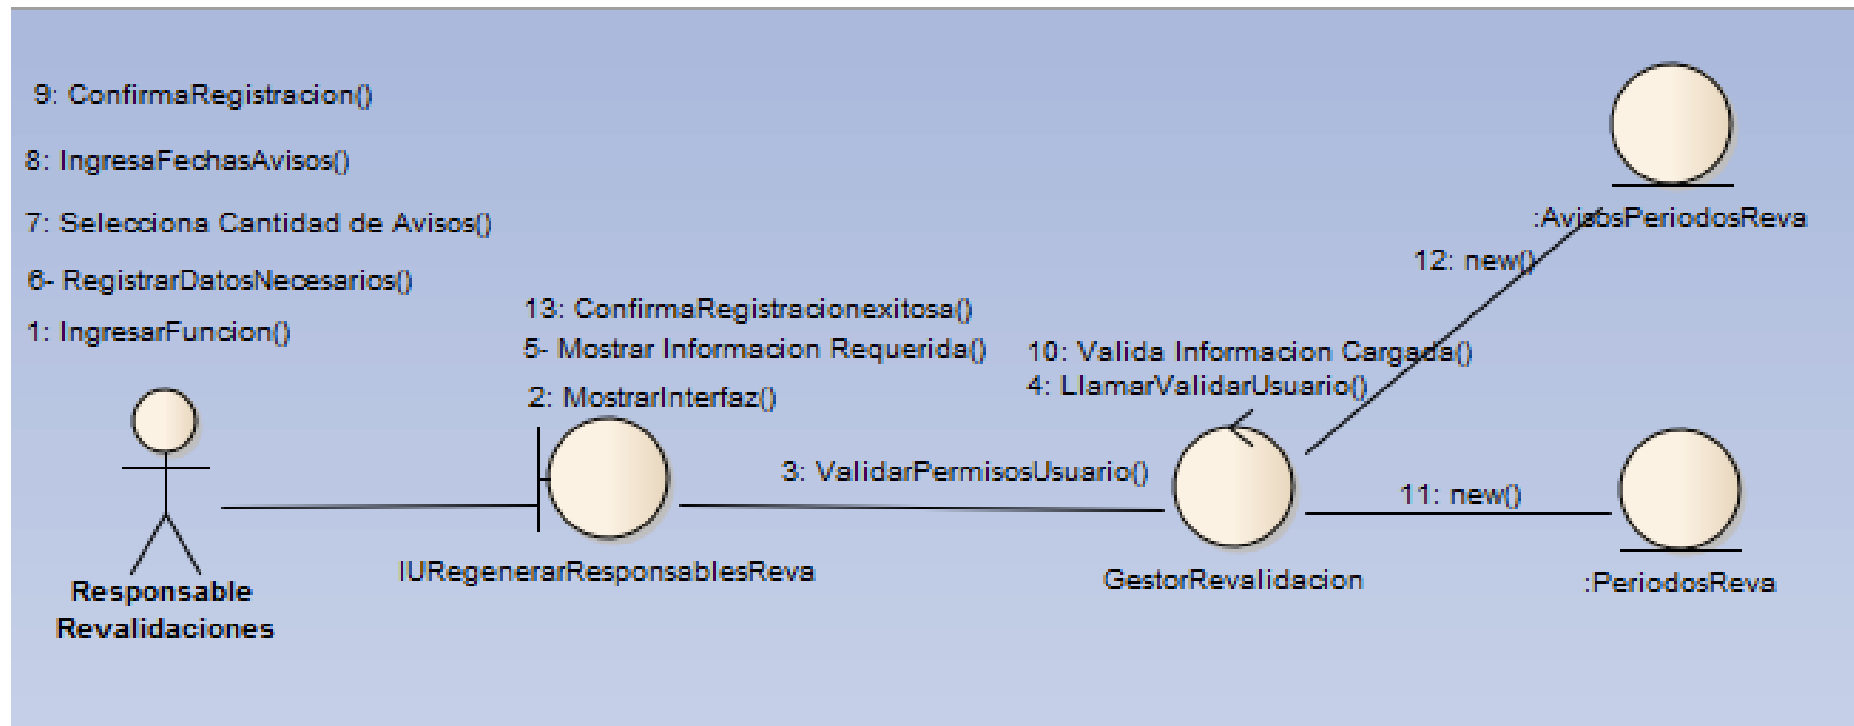 9: ConfirmaRegistracion()
8: IngresaFechasAvisos()
7: Selecciona Cantidad de Avisos()
6- RegistrarDatosNecesarios()
1: IngresarFuncion()
13: ConfirmaRegistracionexitosa()
5- Mostrar Informacion Requerida()
2: MostrarInterfaz()
10: Valida Informacion Cargada()
4: LlamarValidarUsuario()
:AvisosPeriodosReva
12: new()
3: ValidarPermisosUsuario()
11: new()
Responsable
Revalidaciones
IURegenerarResponsablesReva
GestorRevalidacion
:PeriodosReva